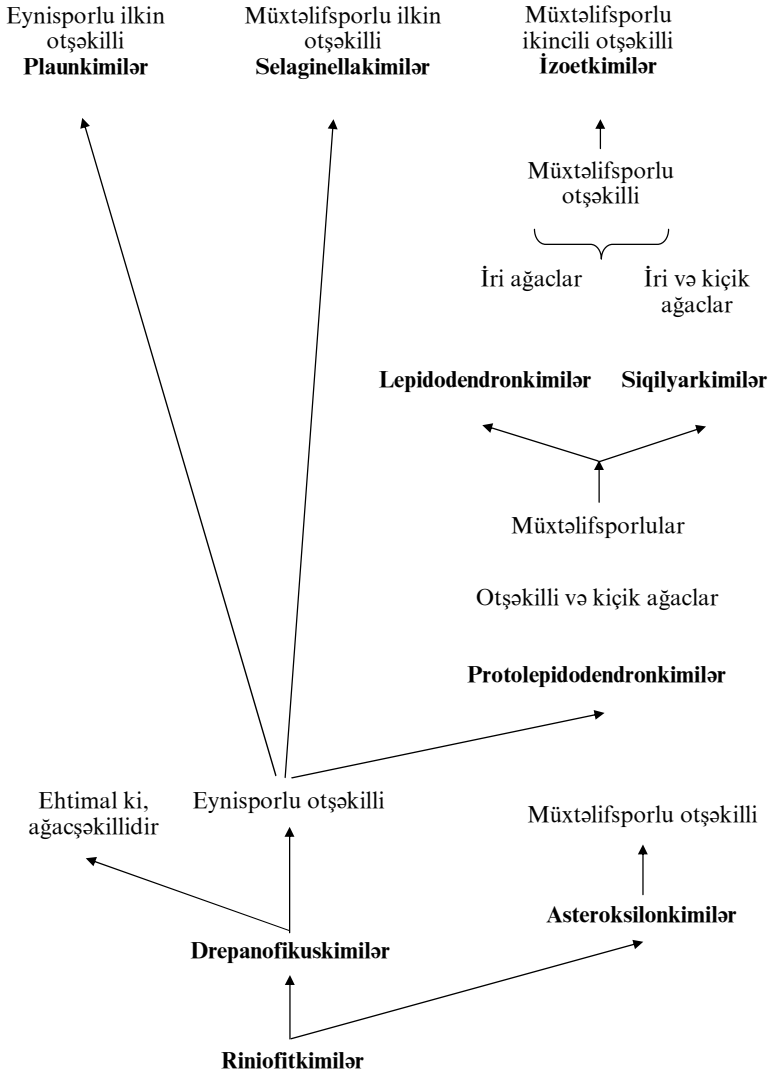 Eynisporlu ilkin
otşəkilli
Plaunkimilər
Müxtəlifsporlu ilkin
otşəkilli
Selaginellakimilər
Müxtəlifsporlu
ikincili otşəkilli
İzoetkimilər
Müxtəlifsporlu
otşəkilli
İri ağaclar
İri və kiçik
ağaclar
Lepidodendronkimilər
Siqilyarkimilər
Müxtəlifsporlular
Otşəkilli və kiçik ağaclar
Protolepidodendronkimilər
Ehtimal ki,
ağacşəkillidir
Eynisporlu otşəkilli
Müxtəlifsporlu otşəkilli
Asteroksilonkimilər
Drepanofikuskimilər
Riniofitkimilər